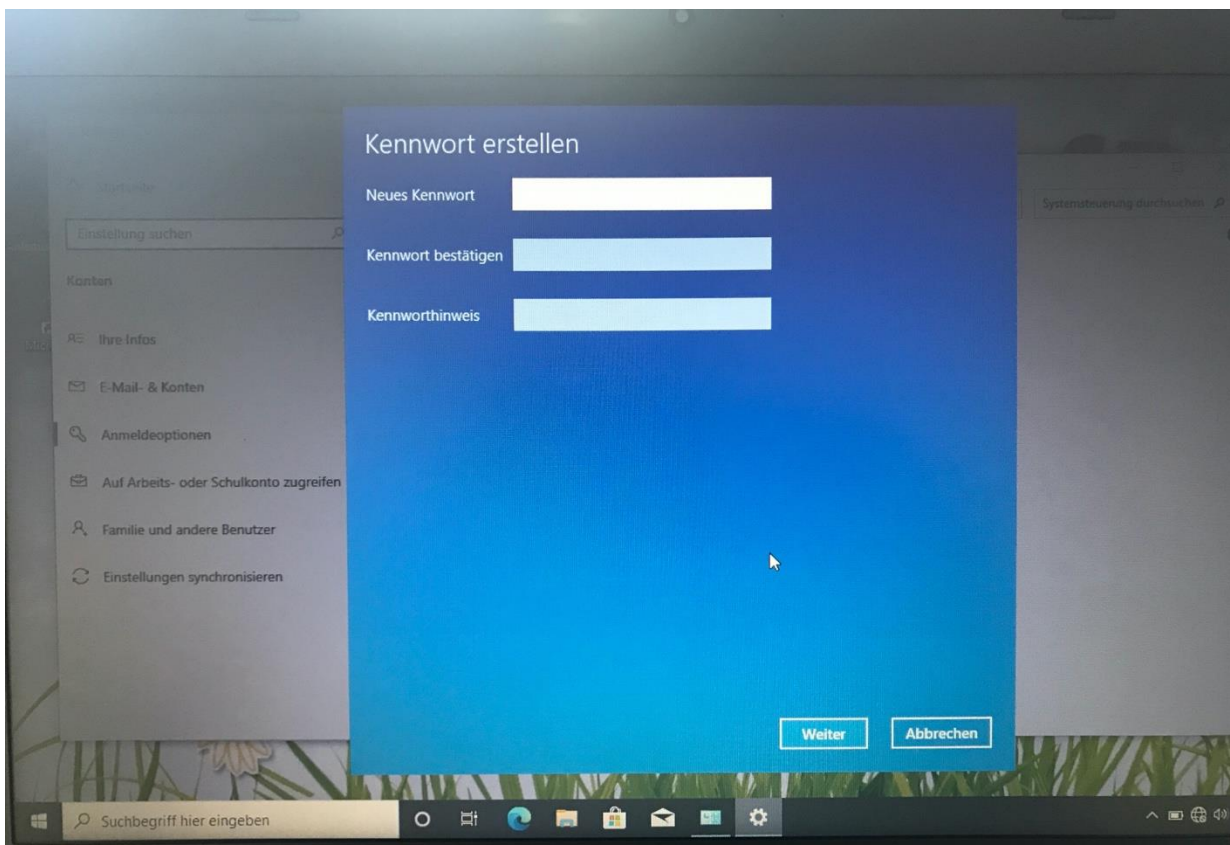 Kennwort erstellen
Neues Kennwort
Kennwort bestätigen
Kennworthinweis
Weiter
Abbrechen
Startseite
Einstellung suchen
Konten
Ihre Infos
E-Mail- & Konten
Anmeldeoptionen
Auf Arbeits- oder Schulkonto zugreifen
Familie und andere Benutzer
Einstellungen synchronisieren
Systemsteuerung durchsuchen
Suchbegriff hier eingeben